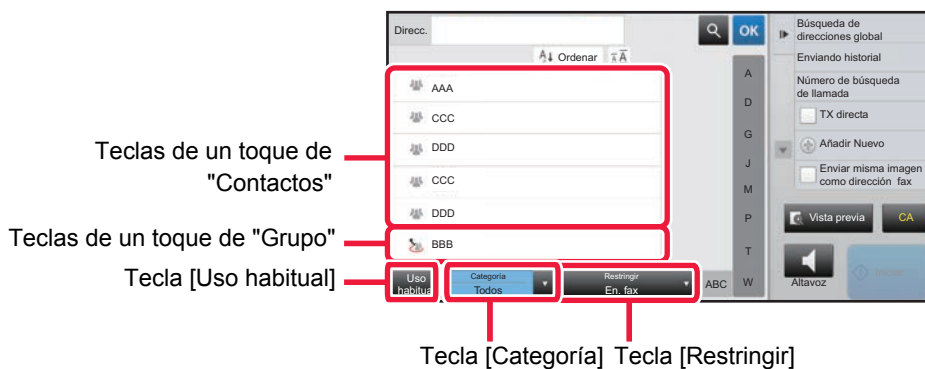 Direcc.
OK
Búsqueda de
direcciones global
Ordenar
Enviando historial
Número de búsqueda
de llamada
TX directa
Añadir Nuevo
Enviar misma imagen
como dirección fax
Vista previa
CA
Altavoz
AAA
CCC
DDD
CCC
DDD
BBB
A
D
G
J
M
P
T
W
ABC
Uso
habitual
Categoría
Todos
Restringir
En. fax
Teclas de un toque de
"Contactos"
Teclas de un toque de "Grupo"
Tecla [Uso habitual]
Tecla [Categoría]
Tecla [Restringir]